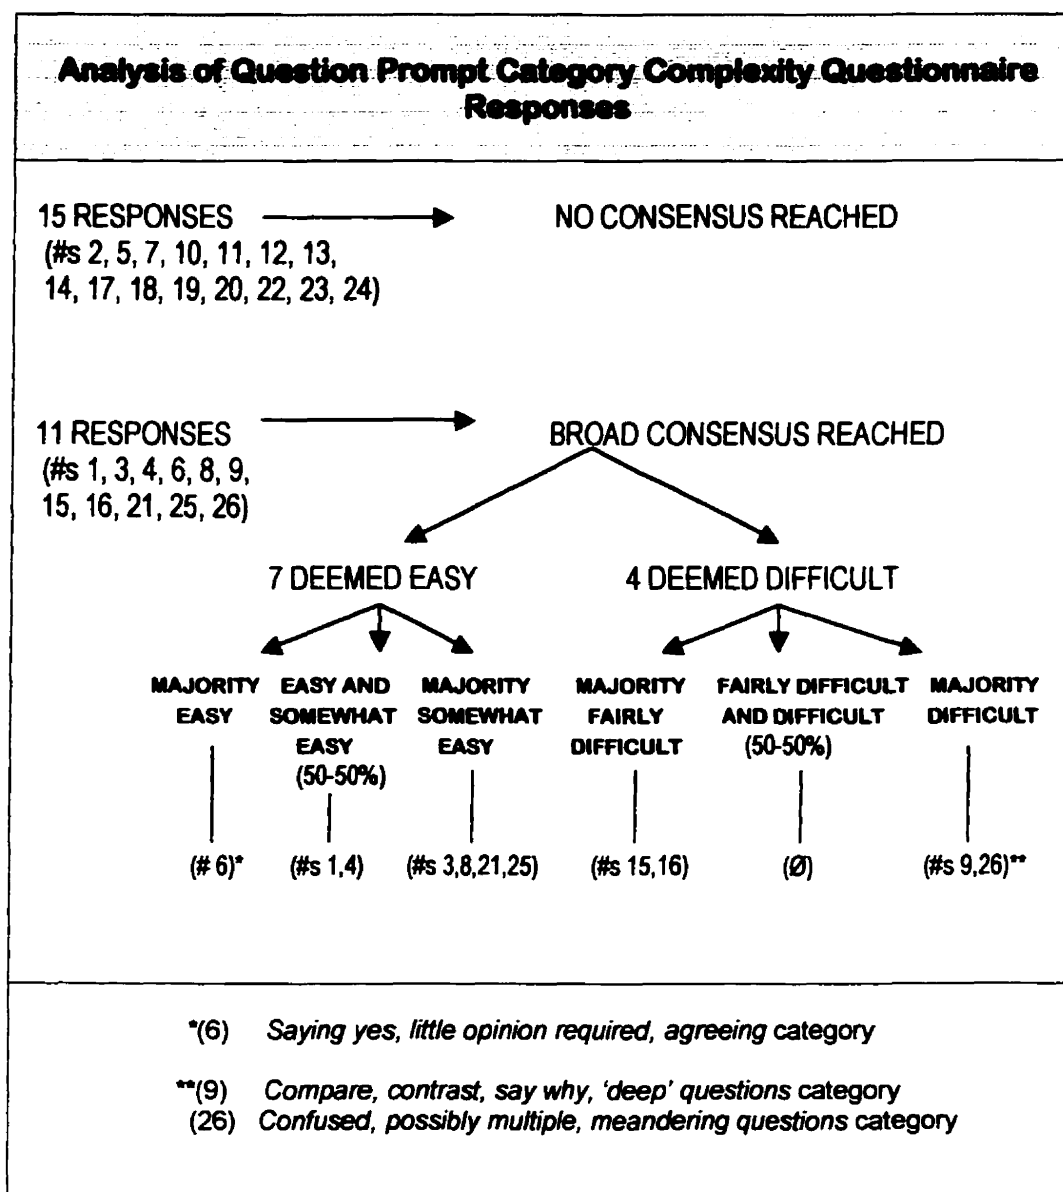 Analysis of Question Prompt Category Complexity Questionnaire
Responses
15 RESPONSES
NO CONSENSUS REACHED
(#s 2, 5, 7, 10, 11, 12, 13,
14, 17, 18, 19, 20, 22, 23, 24)
11 RESPONSES
BROAD CONSENSUS REACHED
(#s 1, 3, 4, 6, 8, 9,
15, 16, 21, 25, 26)
7 DEEMED EASY
4 DEEMED DIFFICULT
MAJORITY
EASY
EASY AND
SOMEWHAT
EASY
(50-50%)
MAJORITY
SOMEWHAT
EASY
MAJORITY
FAIRLY
DIFFICULT
FAIRLY DIFFICULT
AND DIFFICULT
(50-50%)
MAJORITY
DIFFICULT
(# 6)*
(#s 1,4)
(#s 3,8,21,25)
(#s 15,16)
(Ø)
(#s 9,26)**
*(6) Saying yes, little opinion required, agreeing category
**(9) Compare, contrast, say why, 'deep' questions category
(26) Confused, possibly multiple, meandering questions category